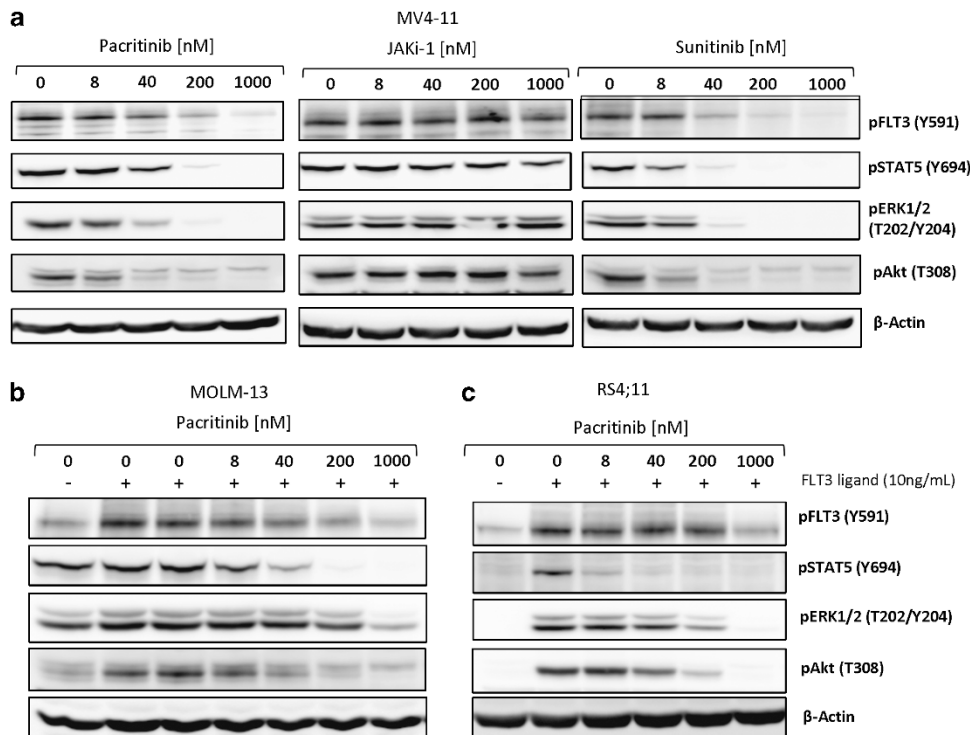 a
MV4-11
Pacritinib [nM]
JAKi-1 [nM]
Sunitinib [nM]
0 8 40 200 1000
0 8 40 200 1000
0 8 40 200 1000
pFLT3 (Y591)
pSTAT5 (Y694)
pERK1/2
(T202/Y204)
pAkt (T308)
β-Actin
b
MOLM-13
Pacritinib [nM]
0 0 0 8 40 200 1000
- + + + + + +
c
RS4;11
Pacritinib [nM]
0 0 8 40 200 1000
- + + + + + FLT3 ligand (10ng/mL)
pFLT3 (Y591)
pSTAT5 (Y694)
pERK1/2 (T202/Y204)
pAkt (T308)
β-Actin